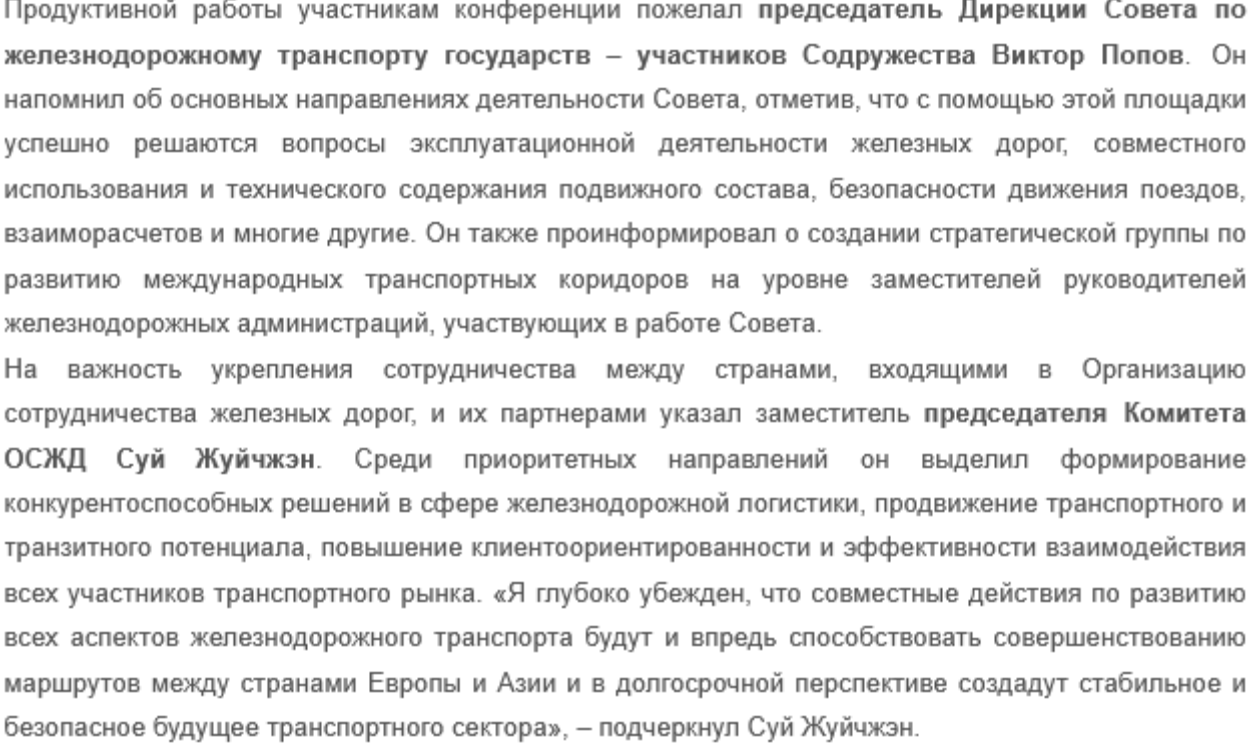 Продуктивной работы участникам конференции пожелал председатель Дирекции Совета по
железнодорожному транспорту государств – участников Содружества Виктор Попов. Он
напомнил об основных направлениях деятельности Совета, отметив, что с помощью этой площадки
успешно решаются вопросы эксплуатационной деятельности железных дорог, совместного
использования и технического содержания подвижного состава, безопасности движения поездов,
взаиморасчетов и многие другие. Он также проинформировал о создании стратегической группы по
развитию международных транспортных коридоров на уровне заместителей руководителей
железнодорожных администраций, участвующих в работе Совета.
На важность укрепления сотрудничества между странами, входящими в Организацию
сотрудничества железных дорог, и их партнерами указал заместитель председателя Комитета
ОСЖД Суй Жуйчжэн. Среди приоритетных направлений он выделил формирование
конкурентоспособных решений в сфере железнодорожной логистики, продвижение транспортного и
транзитного потенциала, повышение клиентоориентированности и эффективности взаимодействия
всех участников транспортного рынка. «Я глубоко убежден, что совместные действия по развитию
всех аспектов железнодорожного транспорта будут и впредь способствовать совершенствованию
маршрутов между странами Европы и Азии и в долгосрочной перспективе создадут стабильное и
безопасное будущее транспортного сектора», – подчеркнул Суй Жуйчжэн.